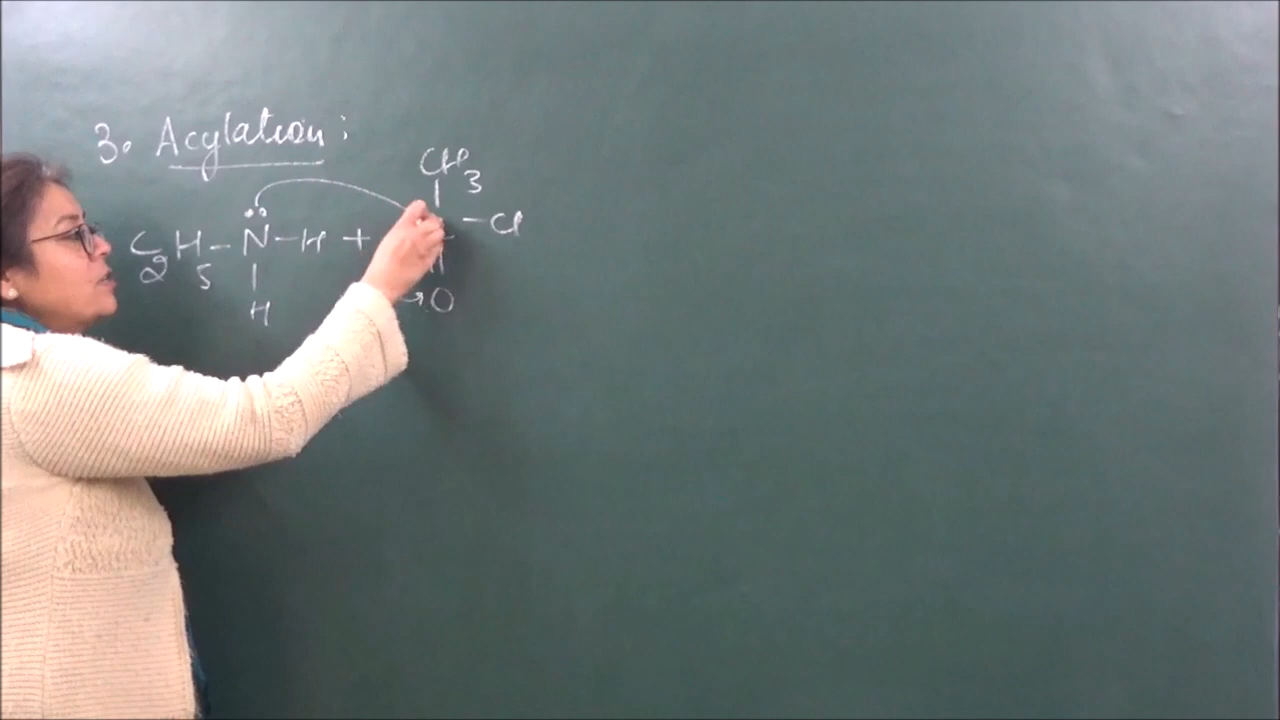 3. Acylation:
CH3
C2H5-N̈-H + -Cl
H O